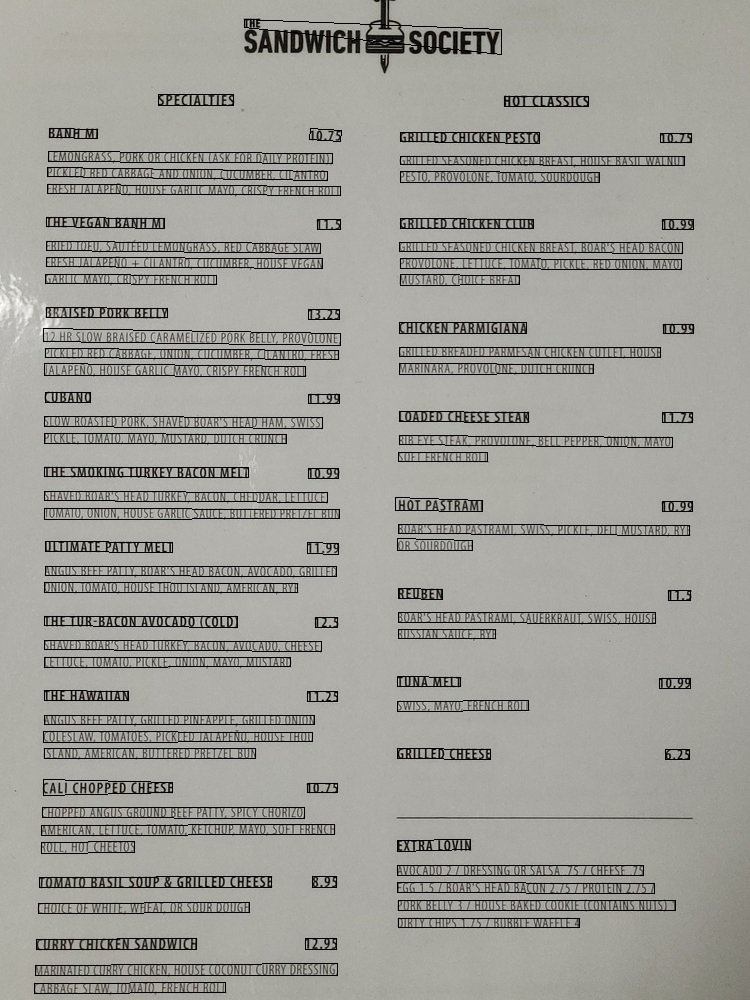 THE
SANDWICH SOCIETY
SPECIALTIES
BANH MI 10.75
LEMONGRASS, PORK OR CHICKEN (ASK FOR DAILY PROTEIN)
PICKLED RED CABBAGE AND ONION, CUCUMBER, CILANTRO
FRESH JALAPEÑO, HOUSE GARLIC MAYO, CRISPY FRENCH ROLL
THE VEGAN BANH MI 11.5
FRIED TOFU, SAUTÉED LEMONGRASS, RED CABBAGE SLAW
FRESH JALAPEÑO + CILANTRO, CUCUMBER, HOUSE VEGAN
GARLIC MAYO, CRISPY FRENCH ROLL
BRAISED PORK BELLY 13.25
12 HR SLOW BRAISED CARAMELIZED PORK BELLY, PROVOLONE
PICKLED RED CABBAGE, ONION, CUCUMBER, CILANTRO, FRESH
JALAPEÑO, HOUSE GARLIC MAYO, CRISPY FRENCH ROLL
CUBANO 11.99
SLOW ROASTED PORK, SHAVED BOAR'S HEAD HAM, SWISS
PICKLE, TOMATO, MAYO, MUSTARD, DUTCH CRUNCH
THE SMOKING TURKEY BACON MELT 10.99
SHAVED BOAR'S HEAD TURKEY, BACON, CHEDDAR, LETTUCE
TOMATO, ONION, HOUSE GARLIC SAUCE, BUTTERED PRETZEL BUN
ULTIMATE PATTY MELT 11.99
ANGUS BEEF PATTY, BOAR'S HEAD BACON, AVOCADO, GRILLED
ONION, TOMATO, HOUSE THOU ISLAND, AMERICAN, RYE
THE TUR-BACON AVOCADO (COLD) 12.5
SHAVED BOAR'S HEAD TURKEY, BACON, AVOCADO, CHEESE
LETTUCE, TOMATO, PICKLE, ONION, MAYO, MUSTARD
THE HAWAIIAN 11.25
ANGUS BEEF PATTY, GRILLED PINEAPPLE, GRILLED ONION
COLESLAW, TOMATOES, PICKLED JALAPEÑO, HOUSE THOU
ISLAND, AMERICAN, BUTTERED PRETZEL BUN
CALI CHOPPED CHEESE 10.75
CHOPPED ANGUS GROUND BEEF PATTY, SPICY CHORIZO
AMERICAN, LETTUCE, TOMATO, KETCHUP, MAYO, SOFT FRENCH
ROLL, HOT CHEETOS
TOMATO BASIL SOUP & GRILLED CHEESE 8.95
CHOICE OF WHITE, WHEAT, OR SOUR DOUGH
CURRY CHICKEN SANDWICH 12.95
MARINATED CURRY CHICKEN, HOUSE COCONUT CURRY DRESSING
CABBAGE SLAW, TOMATO, FRENCH ROLL
HOT CLASSICS
GRILLED CHICKEN PESTO 10.75
GRILLED SEASONED CHICKEN BREAST, HOUSE BASIL WALNUT
PESTO, PROVOLONE, TOMATO, SOURDOUGH
GRILLED CHICKEN CLUB 10.99
GRILLED SEASONED CHICKEN BREAST, BOAR'S HEAD BACON
PROVOLONE, LETTUCE, TOMATO, PICKLE, RED ONION, MAYO
MUSTARD, CHOICE BREAD
CHICKEN PARMIGIANA 10.99
GRILLED BREADED PARMESAN CHICKEN CUTLET, HOUSE
MARINARA, PROVOLONE, DUTCH CRUNCH
LOADED CHEESE STEAK 11.75
RIB EYE STEAK, PROVOLONE, BELL PEPPER, ONION, MAYO
SOFT FRENCH ROLL
HOT PASTRAMI 10.99
BOAR'S HEAD PASTRAMI, SWISS, PICKLE, DELI MUSTARD, RYE
OR SOURDOUGH
REUBEN 11.5
BOAR'S HEAD PASTRAMI, SAUERKRAUT, SWISS, HOUSE
RUSSIAN SAUCE, RYE
TUNA MELT 10.99
SWISS, MAYO, FRENCH ROLL
GRILLED CHEESE 6.25
EXTRA LOVIN
AVOCADO 2 / DRESSING OR SALSA .75 / CHEESE .75
EGG 1.5 / BOAR'S HEAD BACON 2.75 / PROTEIN 2.75 /
PORK BELLY 3 / HOUSE BAKED COOKIE (CONTAINS NUTS) 1
DIRTY CHIPS 1.75 / BUBBLE WAFFLE 4